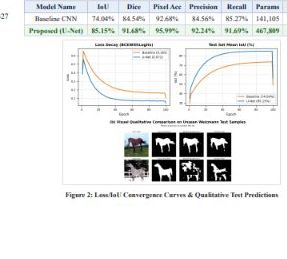 Model Name IoU Dice Pixel Acc Precision Recall Params
Baseline CNN 74.04% 84.54% 92.68% 84.56% 85.27% 141,105
Proposed (U-Net) 85.15% 91.68% 95.99% 92.24% 91.69% 467,809
Loss Decay (BCEWithLogits)
Test Set Mean IoU (%)
Epoch
Epoch
(b) Visual Qualitative Comparison on Unseen Weizmann Test Samples
Figure 2: Loss/IoU Convergence Curves & Qualitative Test Predictions